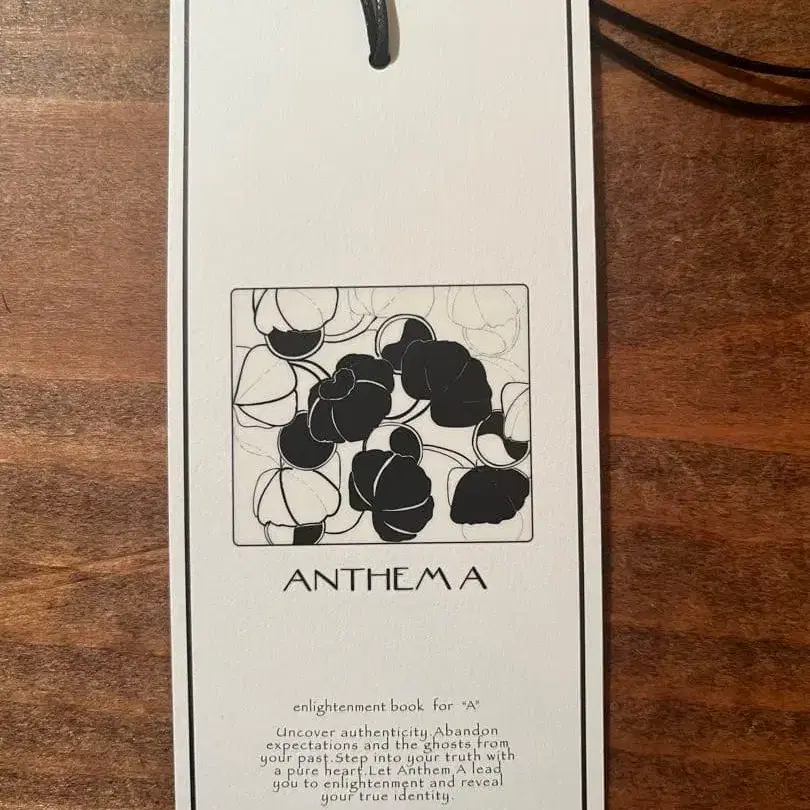 ANTHEM A
enlightenment book for "A"
Uncover authenticity.Abandon
expectations and the ghosts from
your past.Step into your truth with
a pure heart.Let Anthem A lead
you to enlightenment and reveal
your true identity.